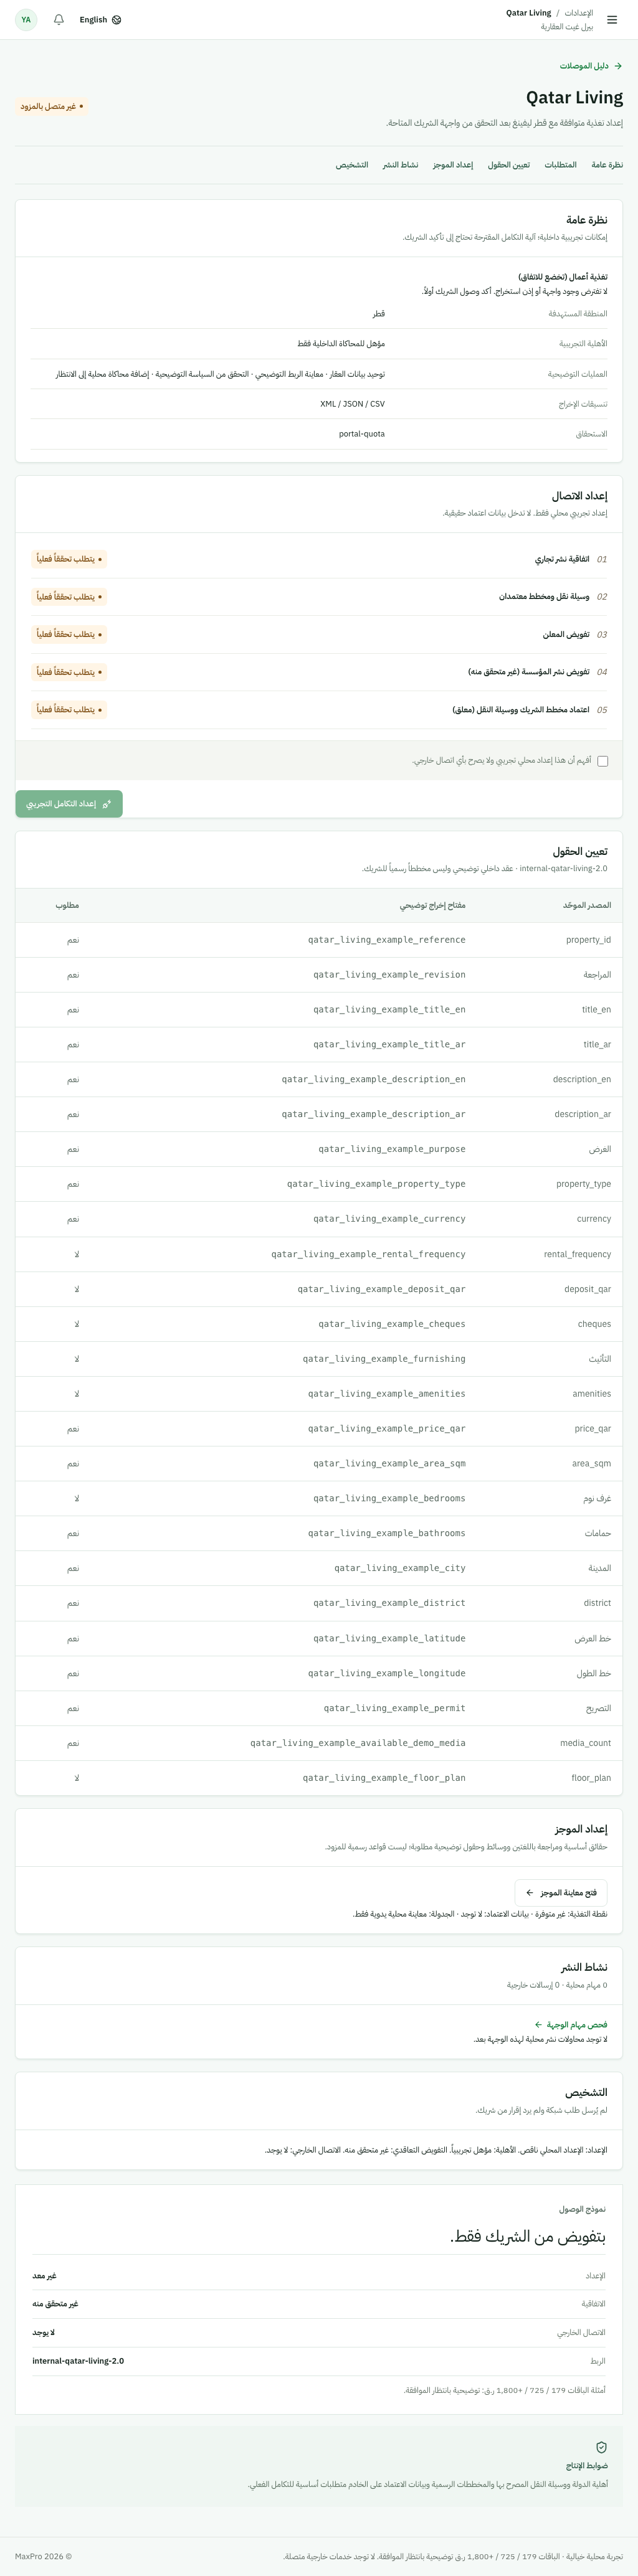 الإعدادات / Qatar Living
بيرل غيت العقارية
English
YA
دليل الموصلات
Qatar Living
إعداد تغذية متوافقة مع قطر ليفينغ بعد التحقق من واجهة الشريك المتاحة.
غير متصل بالمزود
نظرة عامة
المتطلبات
تعيين الحقول
إعداد الموجز
نشاط النشر
التشخيص
نظرة عامة
إمكانات تجريبية داخلية؛ آلية التكامل المقترحة تحتاج إلى تأكيد الشريك.
تغذية أعمال (تخضع للاتفاق)
لا تفترض وجود واجهة أو إذن استخراج. أكد وصول الشريك أولاً.
المنطقة المستهدفة قطر
الأهلية التجريبية مؤهل للمحاكاة الداخلية فقط
العمليات التوضيحية توحيد بيانات العقار · معاينة الربط التوضيحي · التحقق من السياسة التوضيحية · إضافة محاكاة محلية إلى الانتظار
تنسيقات الإخراج XML / JSON / CSV
الاستحقاق portal-quota
إعداد الاتصال
إعداد تجريبي محلي فقط. لا تدخل بيانات اعتماد حقيقية.
01 اتفاقية نشر تجاري يتطلب تحققاً فعلياً
02 وسيلة نقل ومخطط معتمدان يتطلب تحققاً فعلياً
03 تفويض المعلن يتطلب تحققاً فعلياً
04 تفويض نشر المؤسسة (غير متحقق منه) يتطلب تحققاً فعلياً
05 اعتماد مخطط الشريك ووسيلة النقل (معلق) يتطلب تحققاً فعلياً
أفهم أن هذا إعداد محلي تجريبي ولا يصرح بأي اتصال خارجي.
إعداد التكامل التجريبي
تعيين الحقول
internal-qatar-living-2.0 · عقد داخلي توضيحي وليس مخططاً رسمياً للشريك.
المصدر الموحّد مفتاح إخراج توضيحي مطلوب
property_id qatar_living_example_reference نعم
المراجعة qatar_living_example_revision نعم
title_en qatar_living_example_title_en نعم
title_ar qatar_living_example_title_ar نعم
description_en qatar_living_example_description_en نعم
description_ar qatar_living_example_description_ar نعم
الغرض qatar_living_example_purpose نعم
property_type qatar_living_example_property_type نعم
currency qatar_living_example_currency نعم
rental_frequency qatar_living_example_rental_frequency لا
deposit_qar qatar_living_example_deposit_qar لا
cheques qatar_living_example_cheques لا
التأثيث qatar_living_example_furnishing لا
amenities qatar_living_example_amenities لا
price_qar qatar_living_example_price_qar نعم
area_sqm qatar_living_example_area_sqm نعم
غرف نوم qatar_living_example_bedrooms لا
حمامات qatar_living_example_bathrooms نعم
المدينة qatar_living_example_city نعم
district qatar_living_example_district نعم
خط العرض qatar_living_example_latitude نعم
خط الطول qatar_living_example_longitude نعم
التصريح qatar_living_example_permit نعم
media_count qatar_living_example_available_demo_media نعم
floor_plan qatar_living_example_floor_plan لا
إعداد الموجز
حقائق أساسية ومراجعة باللغتين ووسائط وحقول توضيحية مطلوبة؛ ليست قواعد رسمية للمزود.
فتح معاينة الموجز
نقطة التغذية: غير متوفرة · بيانات الاعتماد: لا توجد · الجدولة: معاينة محلية يدوية فقط.
نشاط النشر
0 مهام محلية · 0 إرسالات خارجية
فحص مهام الوجهة
لا توجد محاولات نشر محلية لهذه الوجهة بعد.
التشخيص
لم يُرسل طلب شبكة ولم يرد إقرار من شريك.
الإعداد: الإعداد المحلي ناقص. الأهلية: مؤهل تجريبياً. التفويض التعاقدي: غير متحقق منه. الاتصال الخارجي: لا يوجد.
نموذج الوصول
بتفويض من الشريك فقط.
الإعداد غير معد
الاتفاقية غير متحقق منه
الاتصال الخارجي لا يوجد
الربط internal-qatar-living-2.0
أمثلة الباقات 179 / 725 / +1,800 ر.ق: توضيحية بانتظار الموافقة.
ضوابط الإنتاج
أهلية الدولة ووسيلة النقل المصرح بها والمخططات الرسمية وبيانات الاعتماد على الخادم متطلبات أساسية للتكامل الفعلي.
تجربة محلية خيالية · الباقات 179 / 725 / +1,800 ر.ق توضيحية بانتظار الموافقة. لا توجد خدمات خارجية متصلة.
© 2026 MaxPro